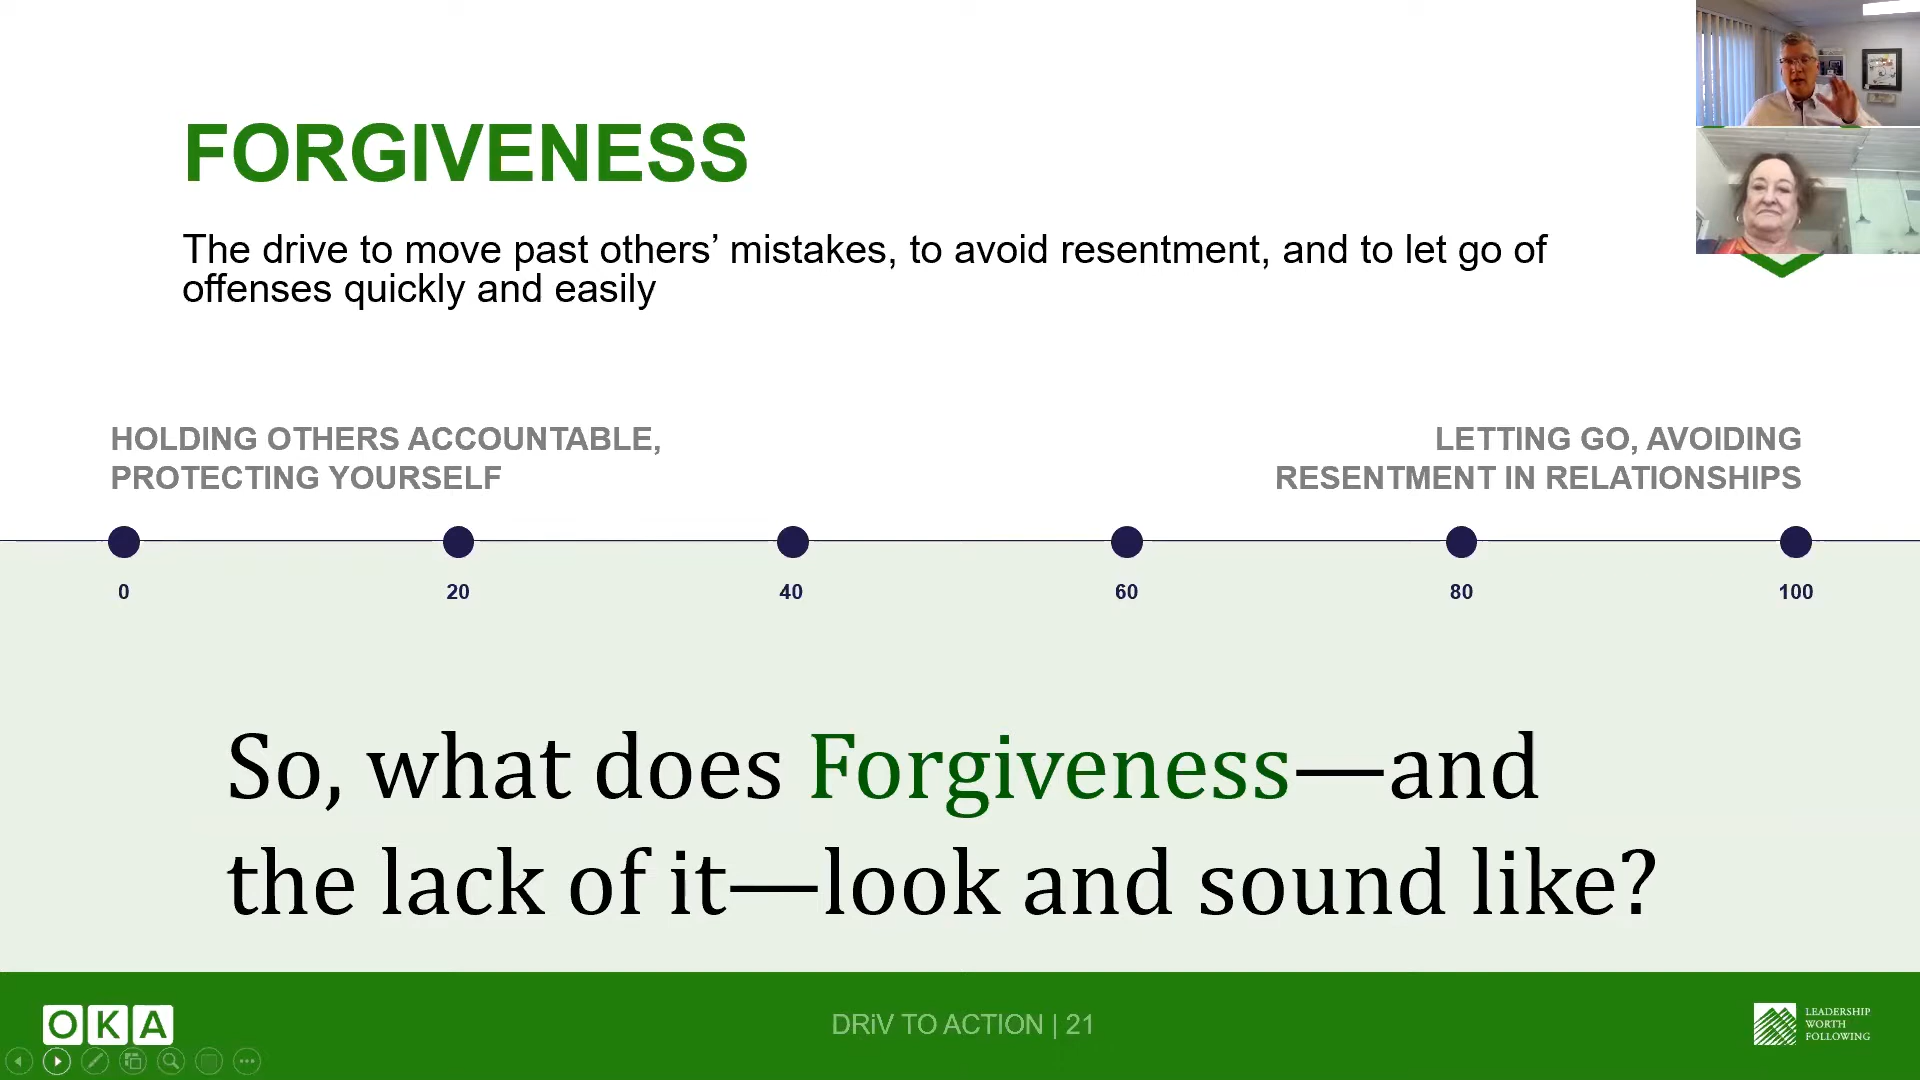 FORGIVENESS
The drive to move past others’ mistakes, to avoid resentment, and to let go of
offenses quickly and easily
HOLDING OTHERS ACCOUNTABLE,
PROTECTING YOURSELF
LETTING GO, AVOIDING
RESENTMENT IN RELATIONSHIPS
0 20 40 60 80 100
So, what does Forgiveness—and
the lack of it—look and sound like?
OKA
DRiV TO ACTION | 21
LEADERSHIP
WORTH
FOLLOWING